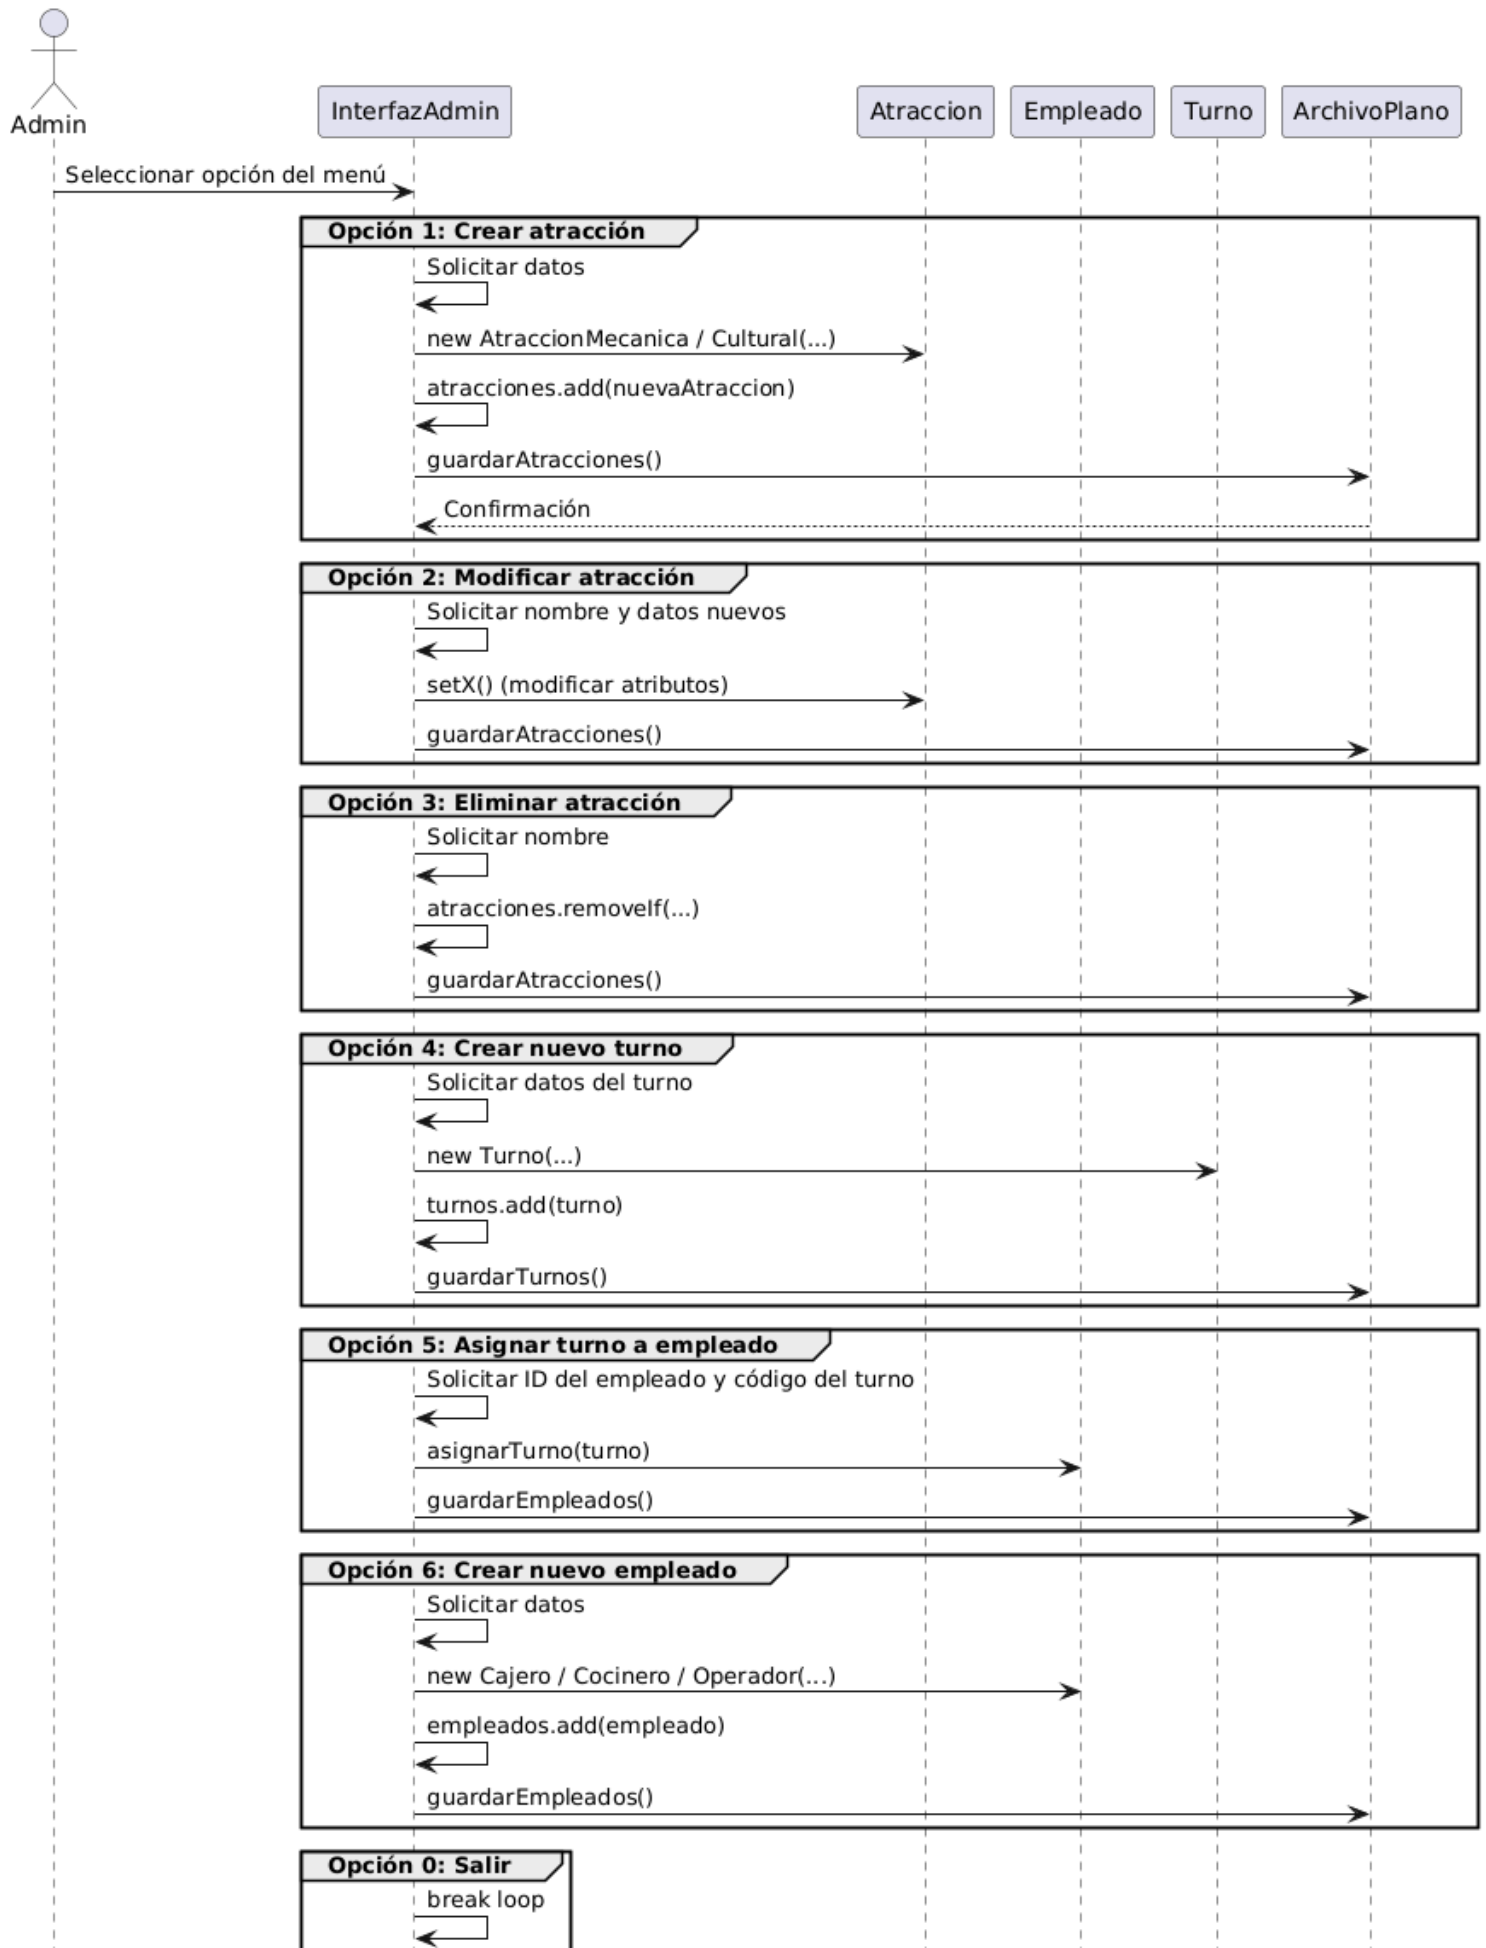 Admin
InterfazAdmin
Atraccion
Empleado
Turno
ArchivoPlano
Seleccionar opción del menú
Opción 1: Crear atracción
Solicitar datos
new AtraccionMecanica / Cultural(...)
atracciones.add(nuevaAtraccion)
guardarAtracciones()
Confirmación
Opción 2: Modificar atracción
Solicitar nombre y datos nuevos
setX() (modificar atributos)
guardarAtracciones()
Opción 3: Eliminar atracción
Solicitar nombre
atracciones.removeIf(...)
guardarAtracciones()
Opción 4: Crear nuevo turno
Solicitar datos del turno
new Turno(...)
turnos.add(turno)
guardarTurnos()
Opción 5: Asignar turno a empleado
Solicitar ID del empleado y código del turno
asignarTurno(turno)
guardarEmpleados()
Opción 6: Crear nuevo empleado
Solicitar datos
new Cajero / Cocinero / Operador(...)
empleados.add(empleado)
guardarEmpleados()
Opción 0: Salir
break loop